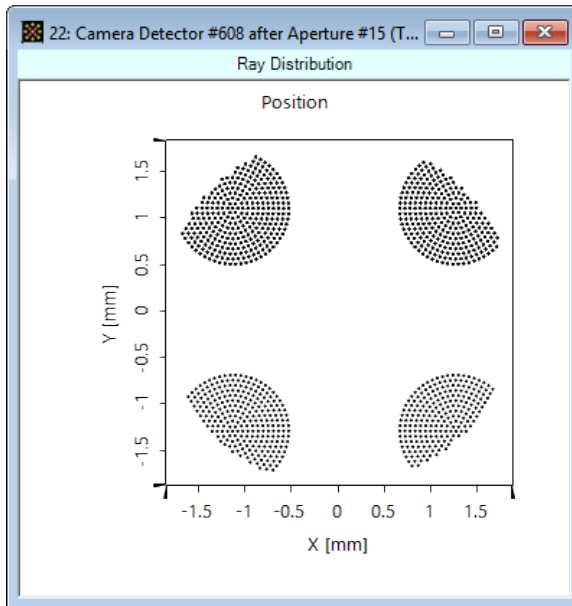 22: Camera Detector #608 after Aperture #15 (T...
Ray Distribution
Position
Y [mm]
1.5
1
0.5
0
-0.5
-1
-1.5
-1.5 -1 -0.5 0 0.5 1 1.5
X [mm]